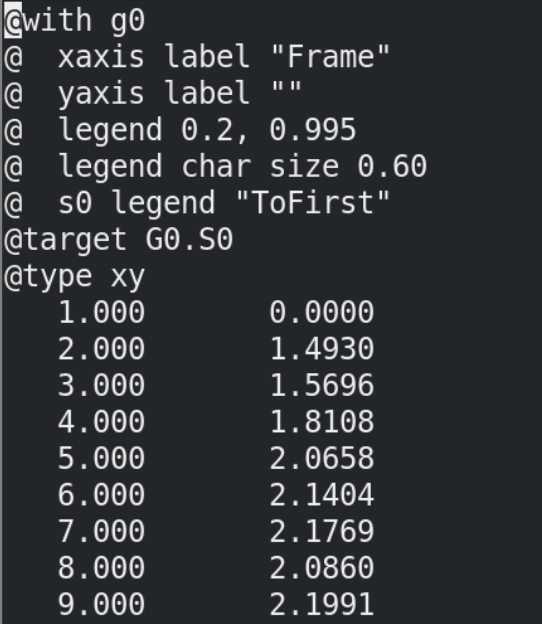 @with g0
@  xaxis label "Frame"
@  yaxis label ""
@  legend 0.2, 0.995
@  legend char size 0.60
@  s0 legend "ToFirst"
@target G0.S0
@type xy
   1.000       0.0000
   2.000       1.4930
   3.000       1.5696
   4.000       1.8108
   5.000       2.0658
   6.000       2.1404
   7.000       2.1769
   8.000       2.0860
   9.000       2.1991